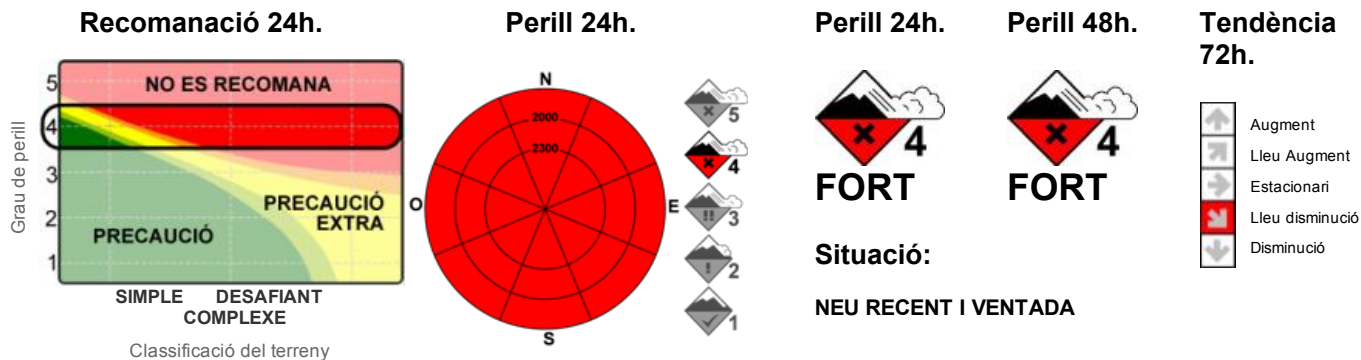 Recomanació 24h.
Perill 24h.
Perill 24h.
Perill 48h.
Tendència
72h.
Grau de perill
5
4
3
2
1
NO ES RECOMANA
PRECAUCIÓ
EXTRA
PRECAUCIÓ
SIMPLE DESAFIANT
COMPLEXE
Classificació del terreny
N
2000
2300
O
E
S
5
4
3
2
1
4
FORT
4
FORT
Situació:
NEU RECENT I VENTADA
Augment
Lleu Augment
Estacionari
Lleu disminució
Disminució